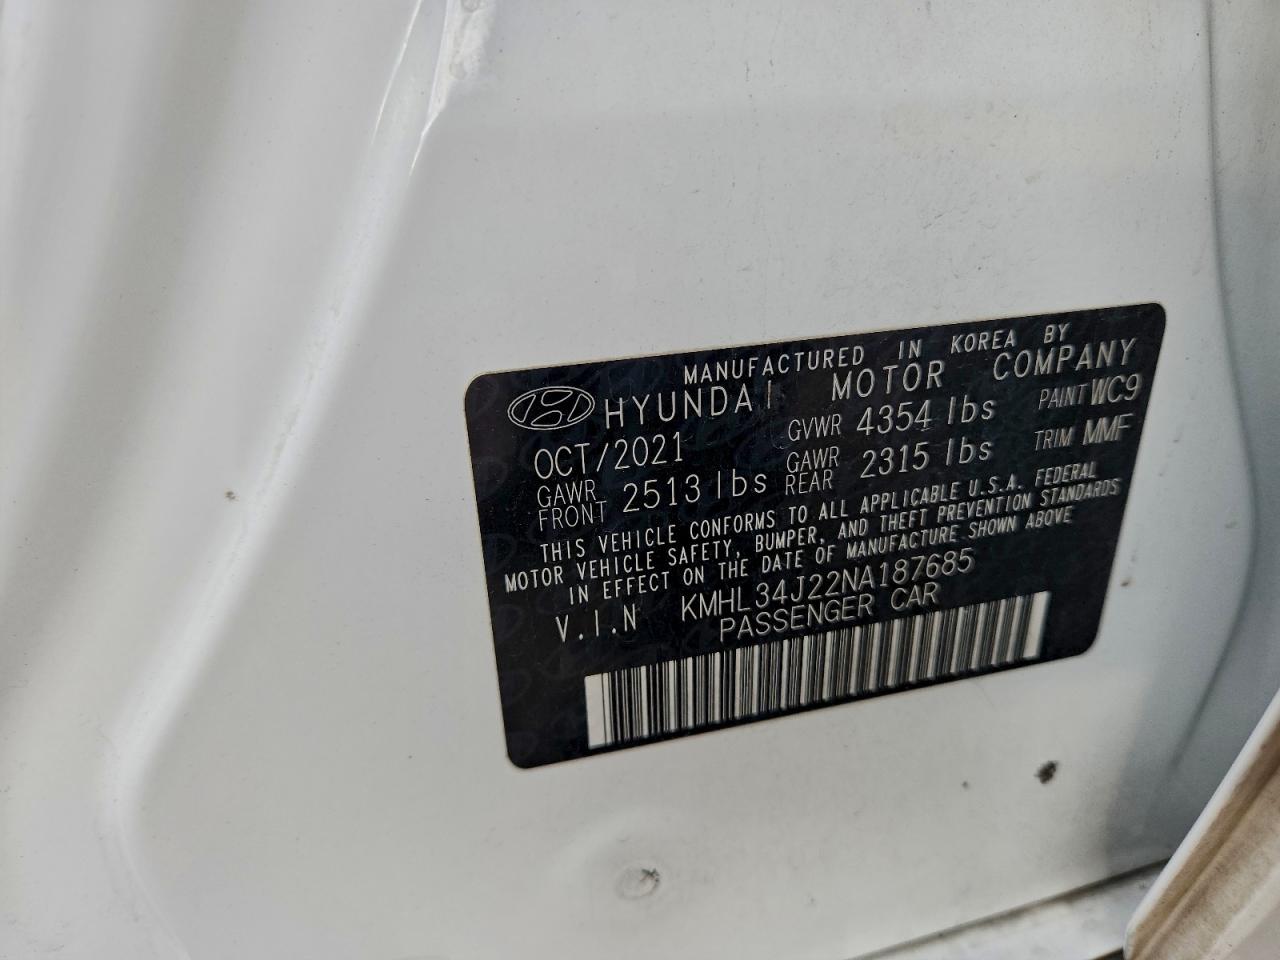 MANUFACTURED IN KOREA BY
HYUNDAI MOTOR COMPANY
OCT/2021 GVWR 4354 lbs PAINT WC9
GAWR FRONT 2513 lbs GAWR REAR 2315 lbs TRIM MMF
THIS VEHICLE CONFORMS TO ALL APPLICABLE U.S.A. FEDERAL
MOTOR VEHICLE SAFETY, BUMPER, AND THEFT PREVENTION STANDARDS
IN EFFECT ON THE DATE OF MANUFACTURE SHOWN ABOVE
V.I.N KMHL34J22NA187685
PASSENGER CAR